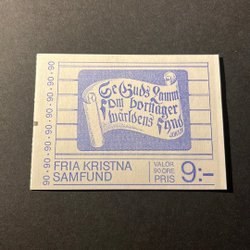 90·90·90·90·90·90
Se Guds Lamm
som borttager
världens synd
FRIA KRISTNA
SAMFUND
VALÖR
90 ÖRE
PRIS
9:-